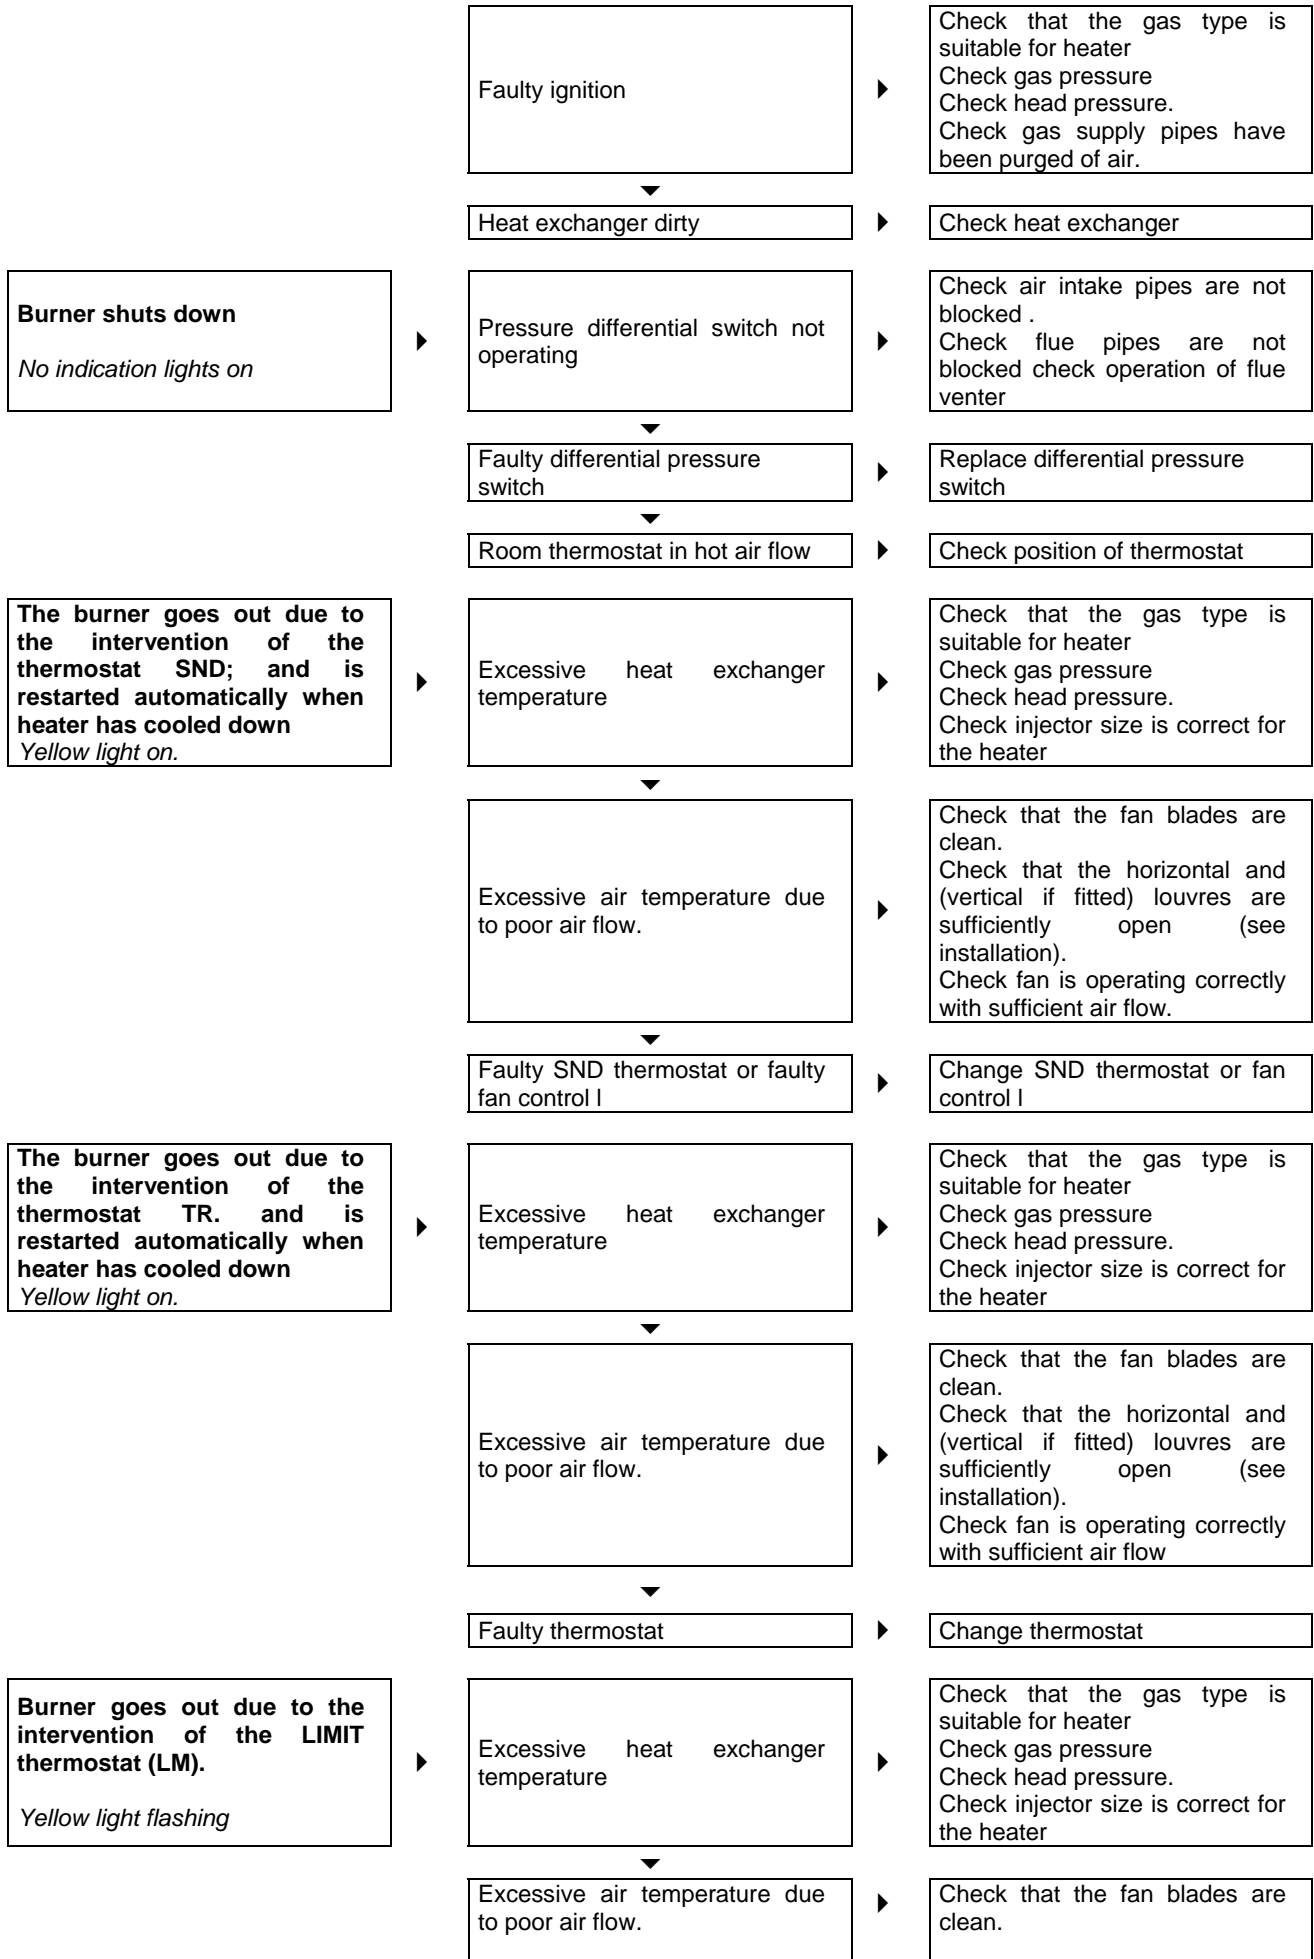 Faulty ignition
Check that the gas type is
suitable for heater
Check gas pressure
Check head pressure.
Check gas supply pipes have
been purged of air.
Heat exchanger dirty
Check heat exchanger
Burner shuts down
No indication lights on
Pressure differential switch not
operating
Check air intake pipes are not
blocked .
Check flue pipes are not
blocked check operation of flue
venter
Faulty differential pressure
switch
Replace differential pressure
switch
Room thermostat in hot air flow
Check position of thermostat
The burner goes out due to
the intervention of the
thermostat SND; and is
restarted automatically when
heater has cooled down
Yellow light on.
Excessive heat exchanger
temperature
Check that the gas type is
suitable for heater
Check gas pressure
Check head pressure.
Check injector size is correct for
the heater
Excessive air temperature due
to poor air flow.
Check that the fan blades are
clean.
Check that the horizontal and
(vertical if fitted) louvres are
sufficiently open (see
installation).
Check fan is operating correctly
with sufficient air flow.
Faulty SND thermostat or faulty
fan control l
Change SND thermostat or fan
control l
The burner goes out due to
the intervention of the
thermostat TR. and is
restarted automatically when
heater has cooled down
Yellow light on.
Excessive heat exchanger
temperature
Check that the gas type is
suitable for heater
Check gas pressure
Check head pressure.
Check injector size is correct for
the heater
Excessive air temperature due
to poor air flow.
Check that the fan blades are
clean.
Check that the horizontal and
(vertical if fitted) louvres are
sufficiently open (see
installation).
Check fan is operating correctly
with sufficient air flow
Faulty thermostat
Change thermostat
Burner goes out due to the
intervention of the LIMIT
thermostat (LM).
Yellow light flashing
Excessive heat exchanger
temperature
Check that the gas type is
suitable for heater
Check gas pressure
Check head pressure.
Check injector size is correct for
the heater
Excessive air temperature due
to poor air flow.
Check that the fan blades are
clean.